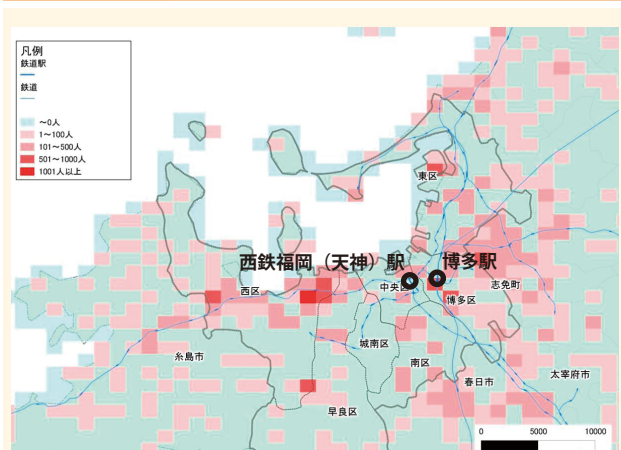 凡例
鉄道駅
鉄道
～0人
1～100人
101～500人
501～1000人
1001人以上
東区
西鉄福岡（天神）駅
博多駅
西区
中央区
博多区
志免町
糸島市
城南区
南区
春日市
太宰府市
早良区
0 5000 10000